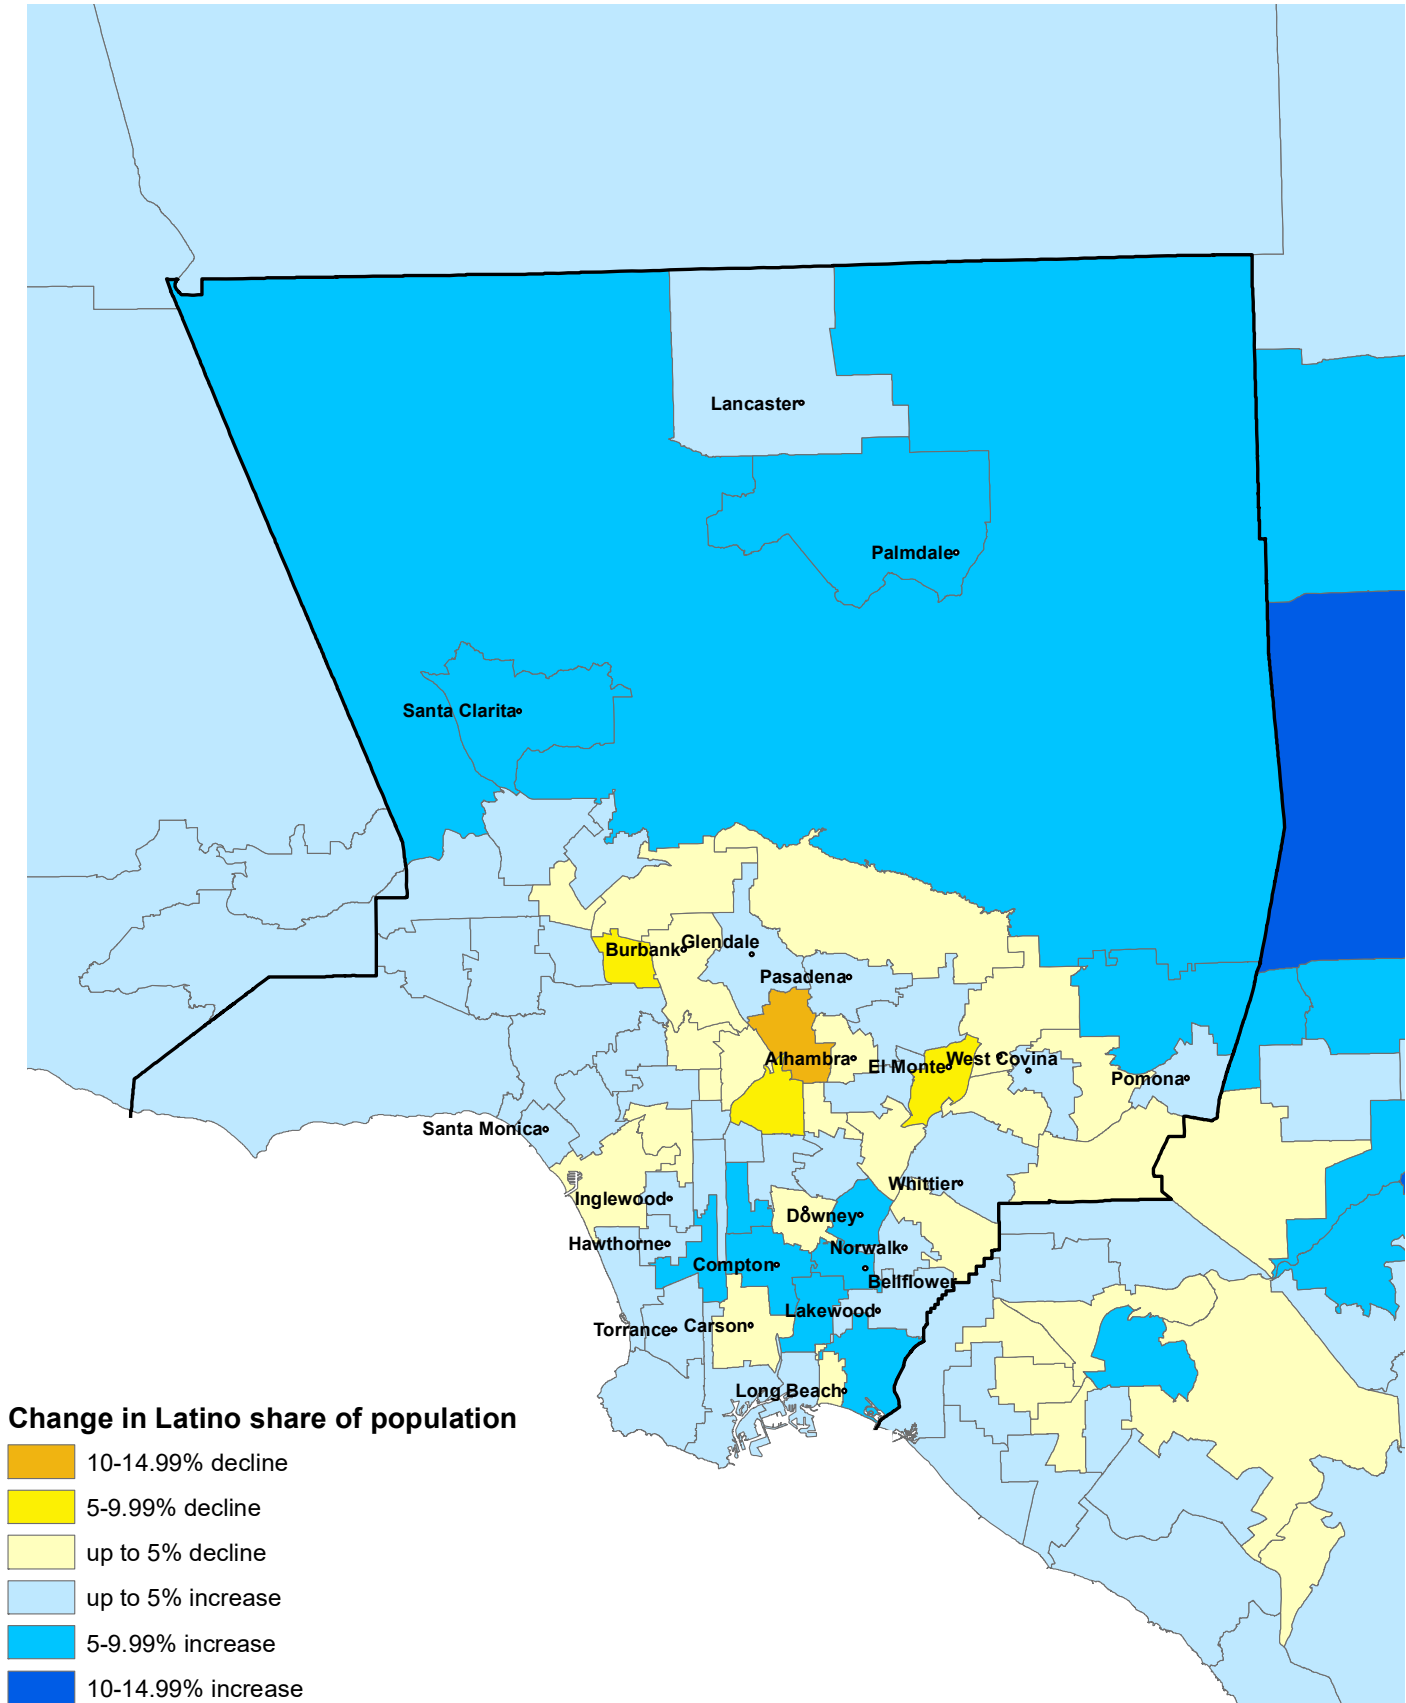 Lancaster
Palmdale
Santa Clarita
Burbank
Glendale
Pasadena
Alhambra
El Monte
West Covina
Pomona
Santa Monica
Whittier
Inglewood
Downey
Hawthorne
Norwalk
Compton
Bellflower
Lakewood
Torrance
Carson
Long Beach
Change in Latino share of population
10-14.99% decline
5-9.99% decline
up to 5% decline
up to 5% increase
5-9.99% increase
10-14.99% increase